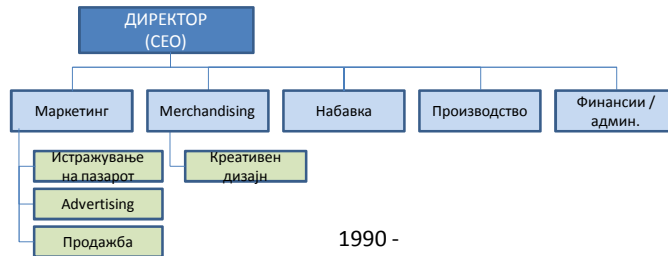 ДИРЕКТОР
(CEO)
Маркетинг
Merchandising
Набавка
Производство
Финансии /
админ.
Истражување
на пазарот
Креативен
дизајн
Advertising
Продажба
1990 -